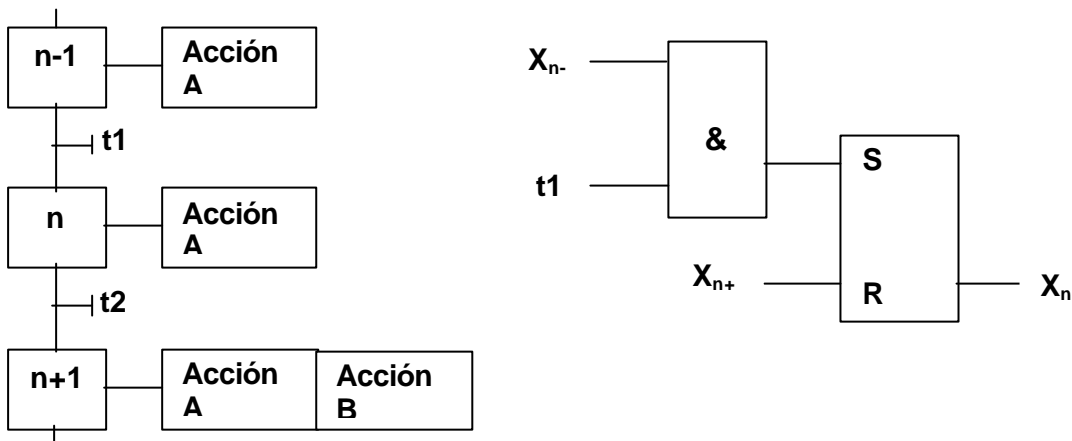 n-1
Acción
A
t1
n
Acción
A
t2
n+1
Acción
A
Acción
B
Xn-
t1
&
S
Xn+
R
Xn